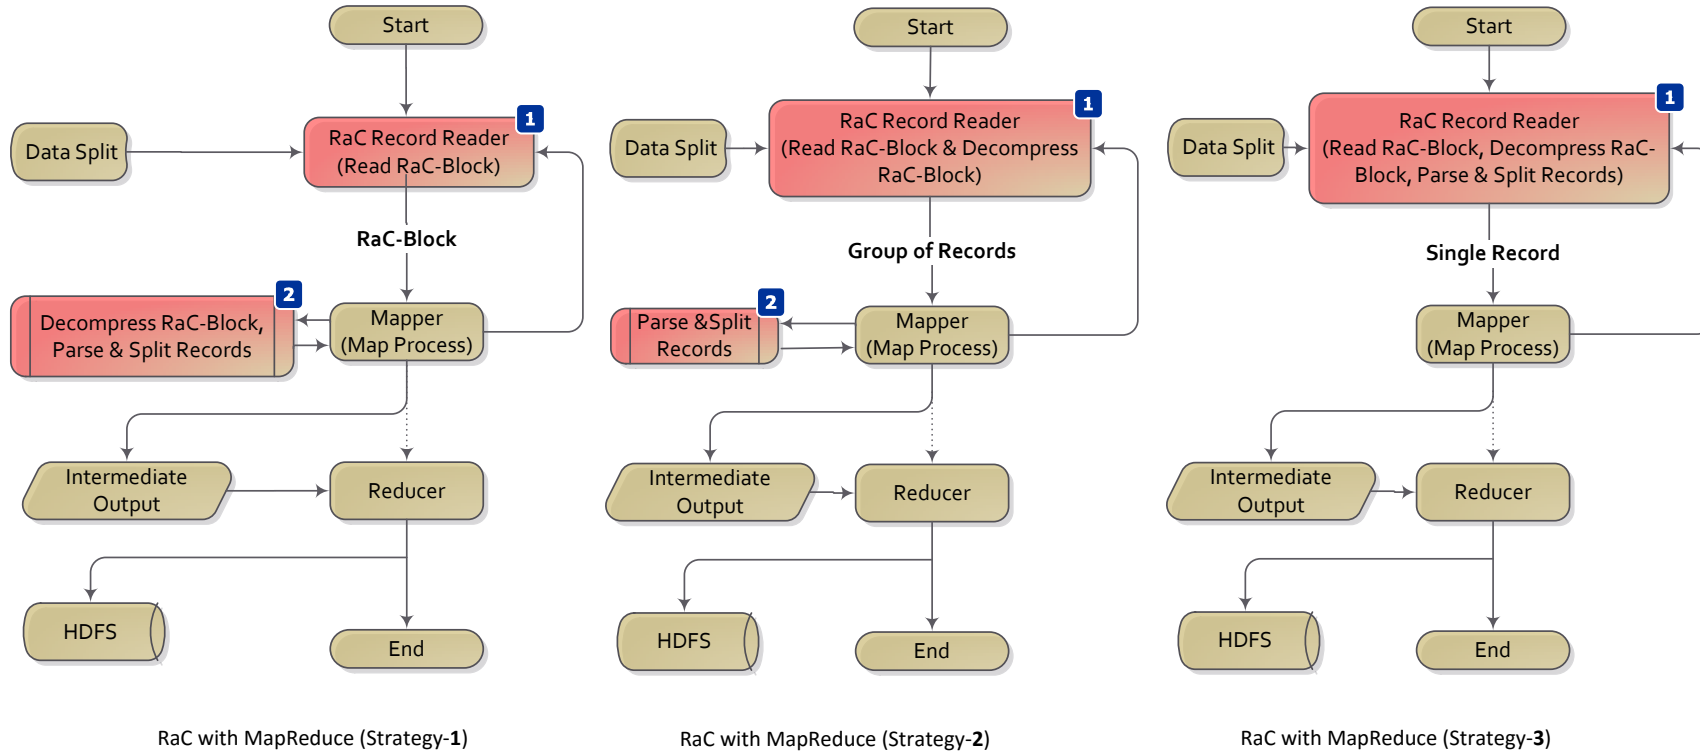 Start
1
RaC Record Reader
(Read RaC-Block)
Data Split
RaC-Block
2
Decompress RaC-Block,
Parse & Split Records
Mapper
(Map Process)
Intermediate
Output
Reducer
HDFS
End
RaC with MapReduce (Strategy-1)
Start
1
RaC Record Reader
(Read RaC-Block & Decompress
RaC-Block)
Data Split
Group of Records
2
Parse &Split
Records
Mapper
(Map Process)
Intermediate
Output
Reducer
HDFS
End
RaC with MapReduce (Strategy-2)
Start
1
RaC Record Reader
(Read RaC-Block, Decompress RaC-
Block, Parse & Split Records)
Data Split
Single Record
Mapper
(Map Process)
Intermediate
Output
Reducer
HDFS
End
RaC with MapReduce (Strategy-3)